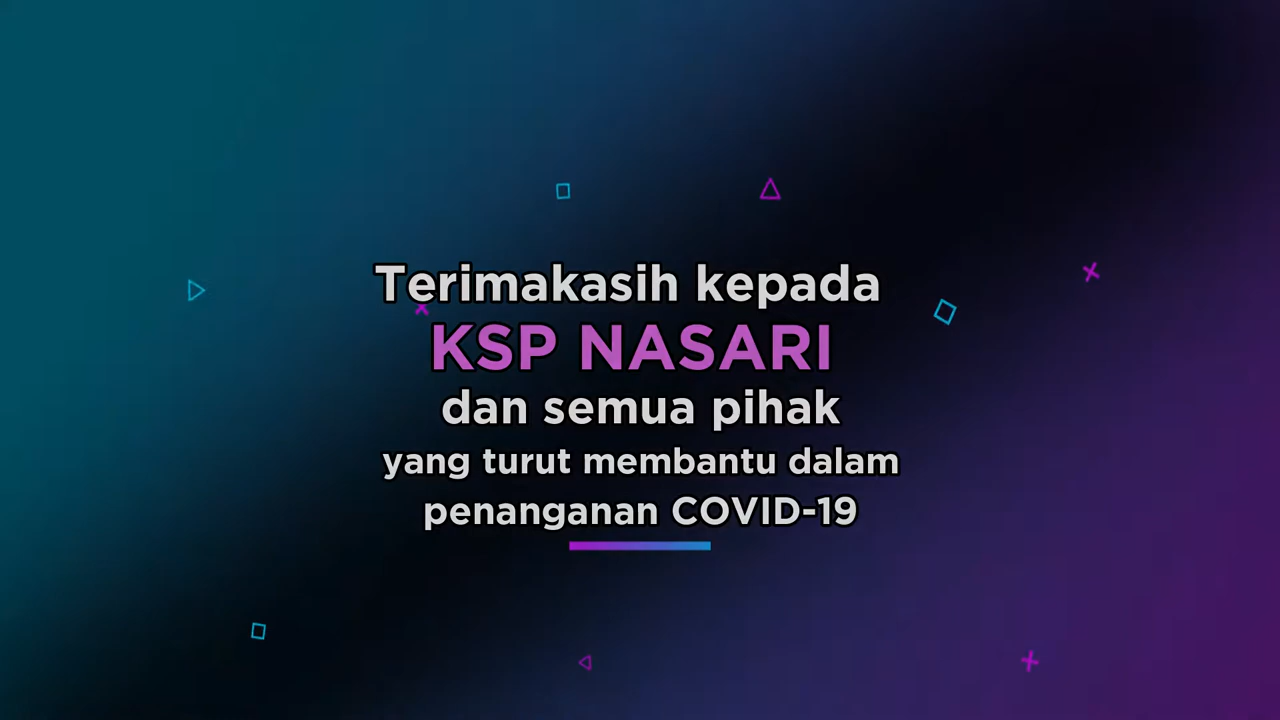 Terimakasih kepada
KSP NASARI
dan semua pihak
yang turut membantu dalam
penanganan COVID-19